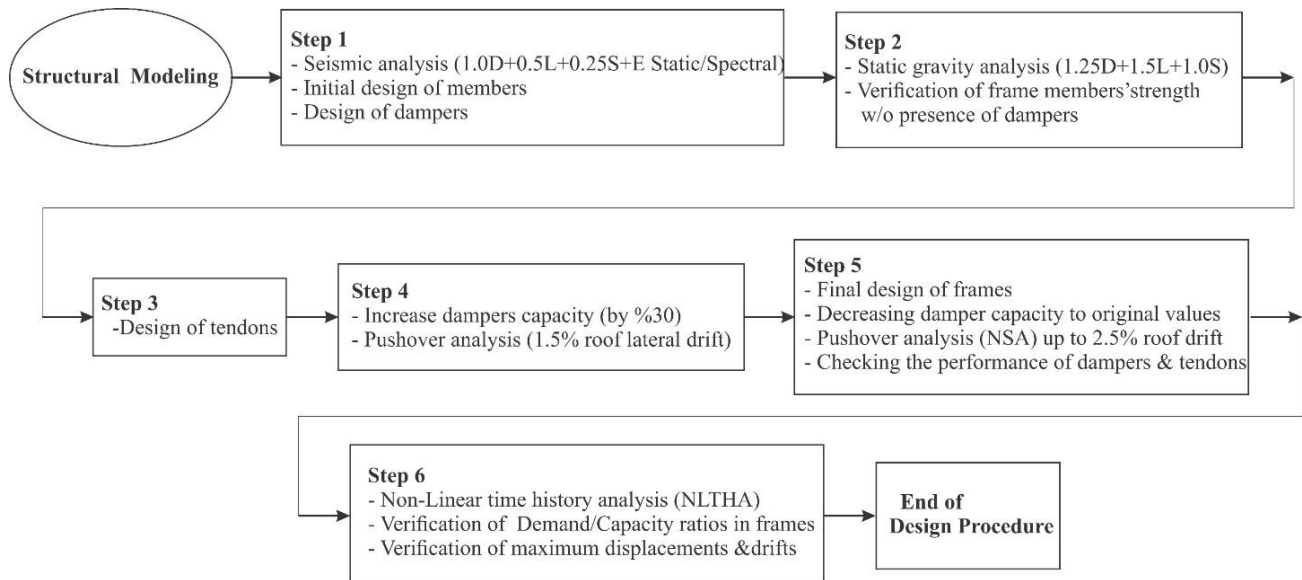 Structural Modeling
Step 1
- Seismic analysis (1.0D+0.5L+0.25S+E Static/Spectral)
- Initial design of members
- Design of dampers
Step 2
- Static gravity analysis (1.25D+1.5L+1.0S)
- Verification of frame members'strength
w/o presence of dampers
Step 3
-Design of tendons
Step 4
- Increase dampers capacity (by %30)
- Pushover analysis (1.5% roof lateral drift)
Step 5
- Final design of frames
- Decreasing damper capacity to original values
- Pushover analysis (NSA) up to 2.5% roof drift
- Checking the performance of dampers & tendons
Step 6
- Non-Linear time history analysis (NLTHA)
- Verification of Demand/Capacity ratios in frames
- Verification of maximum displacements &drifts
End of
Design Procedure